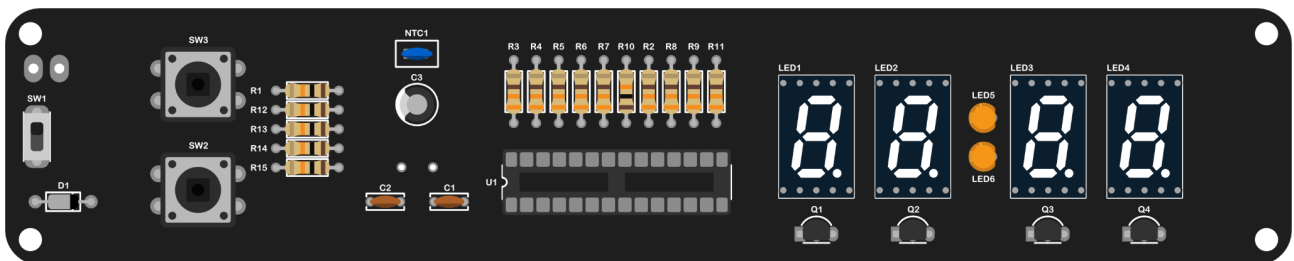 SW3
NTC1
R3 R4 R5 R6 R7 R10 R2 R8 R9 R11
LED1 LED2 LED3 LED4
C3
R1
SW1
LED5
R12
R13
SW2
R14
R15
LED6
D1
C2 C1
U1
Q1 Q2 Q3 Q4